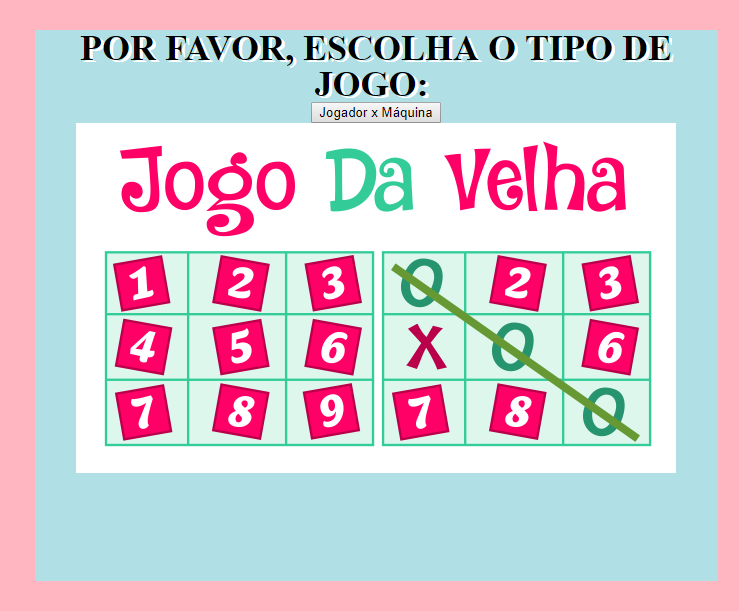 POR FAVOR, ESCOLHA O TIPO DE
JOGO:
Jogador x Máquina
Jogo Da Velha
1 2 3 O 2 3
4 5 6 X O 6
7 8 9 7 8 O